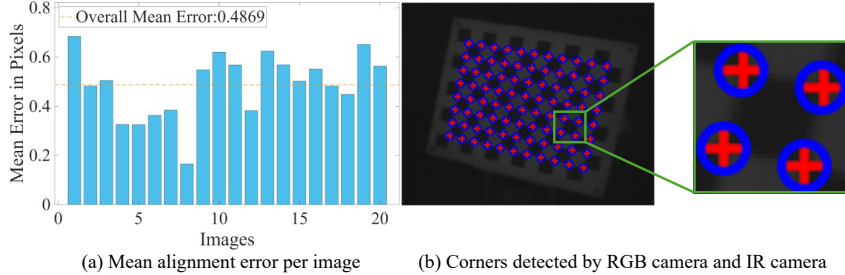 0.8
Overall Mean Error:0.4869
0.6
0.4
0.2
0
Mean Error in Pixels
0 5 10 15 20
Images
(a) Mean alignment error per image
(b) Corners detected by RGB camera and IR camera